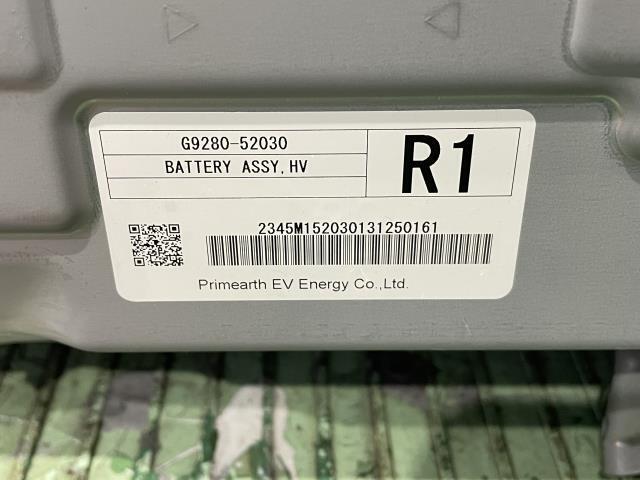 G9280-52030
BATTERY ASSY,HV
R1
2345M152030131250161
Primearth EV Energy Co.,Ltd.